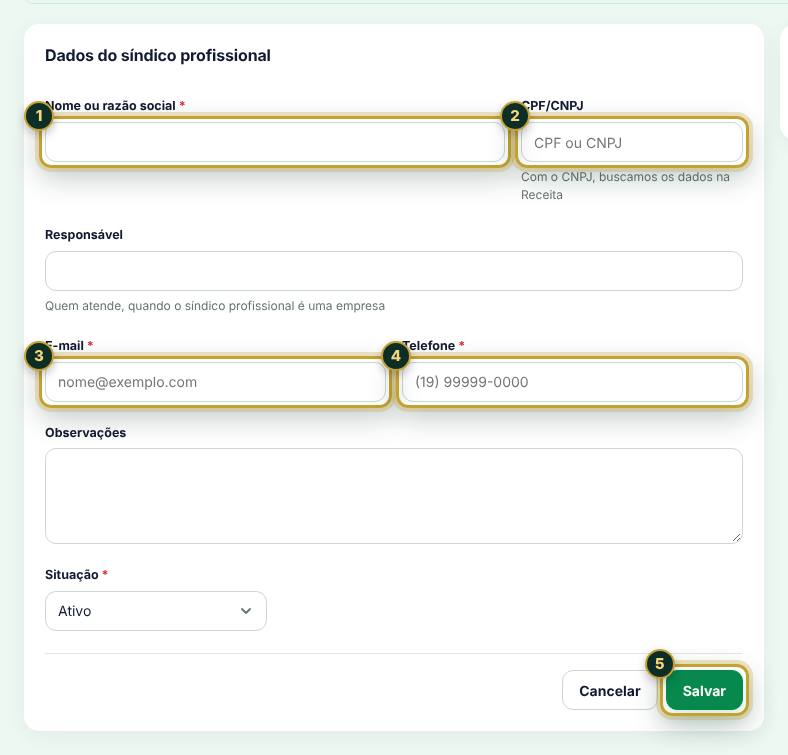 Dados do síndico profissional
1
Nome ou razão social *
2
CPF/CNPJ
CPF ou CNPJ
Com o CNPJ, buscamos os dados na
Receita
Responsável
Quem atende, quando o síndico profissional é uma empresa
3
E-mail *
4
Telefone *
nome@exemplo.com
(19) 99999-0000
Observações
Situação *
Ativo
Cancelar
5
Salvar